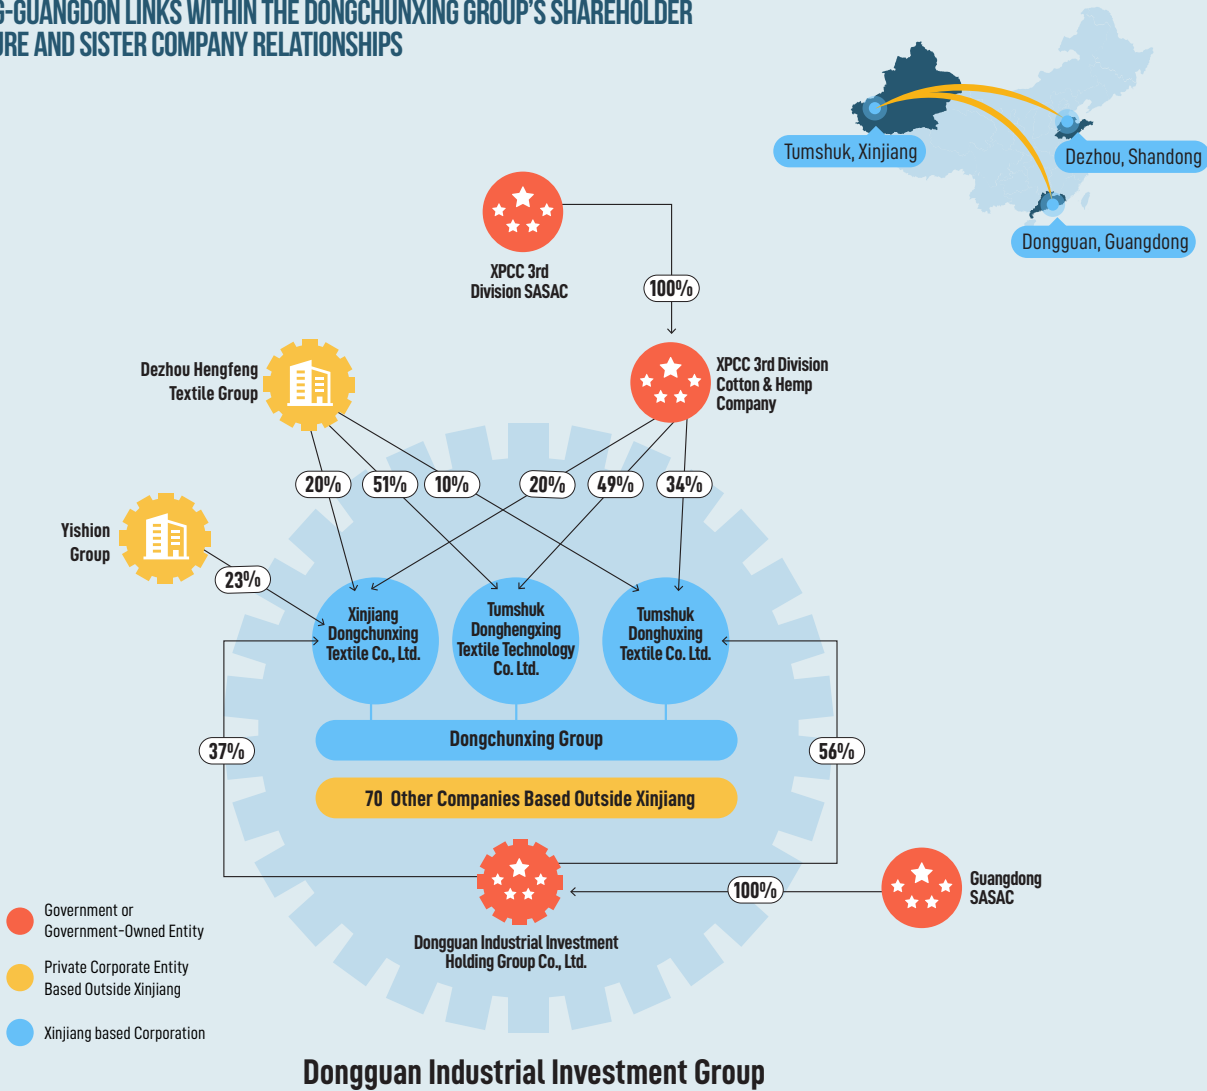 G-GUANGDON LINKS WITHIN THE DONGCHUNXING GROUP'S SHAREHOLDER
URE AND SISTER COMPANY RELATIONSHIPS
Tumshuk, Xinjiang
Dezhou, Shandong
Dongguan, Guangdong
XPCC 3rd
Division SASAC
100%
Dezhou Hengfeng
Textile Group
XPCC 3rd Division
Cotton & Hemp
Company
20%
51%
10%
20%
49%
34%
Yishion
Group
23%
Xinjiang
Dongchunxing
Textile Co., Ltd.
Tumshuk
Donghengxing
Textile Technology
Co. Ltd.
Tumshuk
Donghuxing
Textile Co. Ltd.
Dongchunxing Group
37%
56%
70 Other Companies Based Outside Xinjiang
100%
Guangdong
SASAC
Dongguan Industrial Investment
Holding Group Co., Ltd.
Government or
Government-Owned Entity
Private Corporate Entity
Based Outside Xinjiang
Xinjiang based Corporation
Dongguan Industrial Investment Group